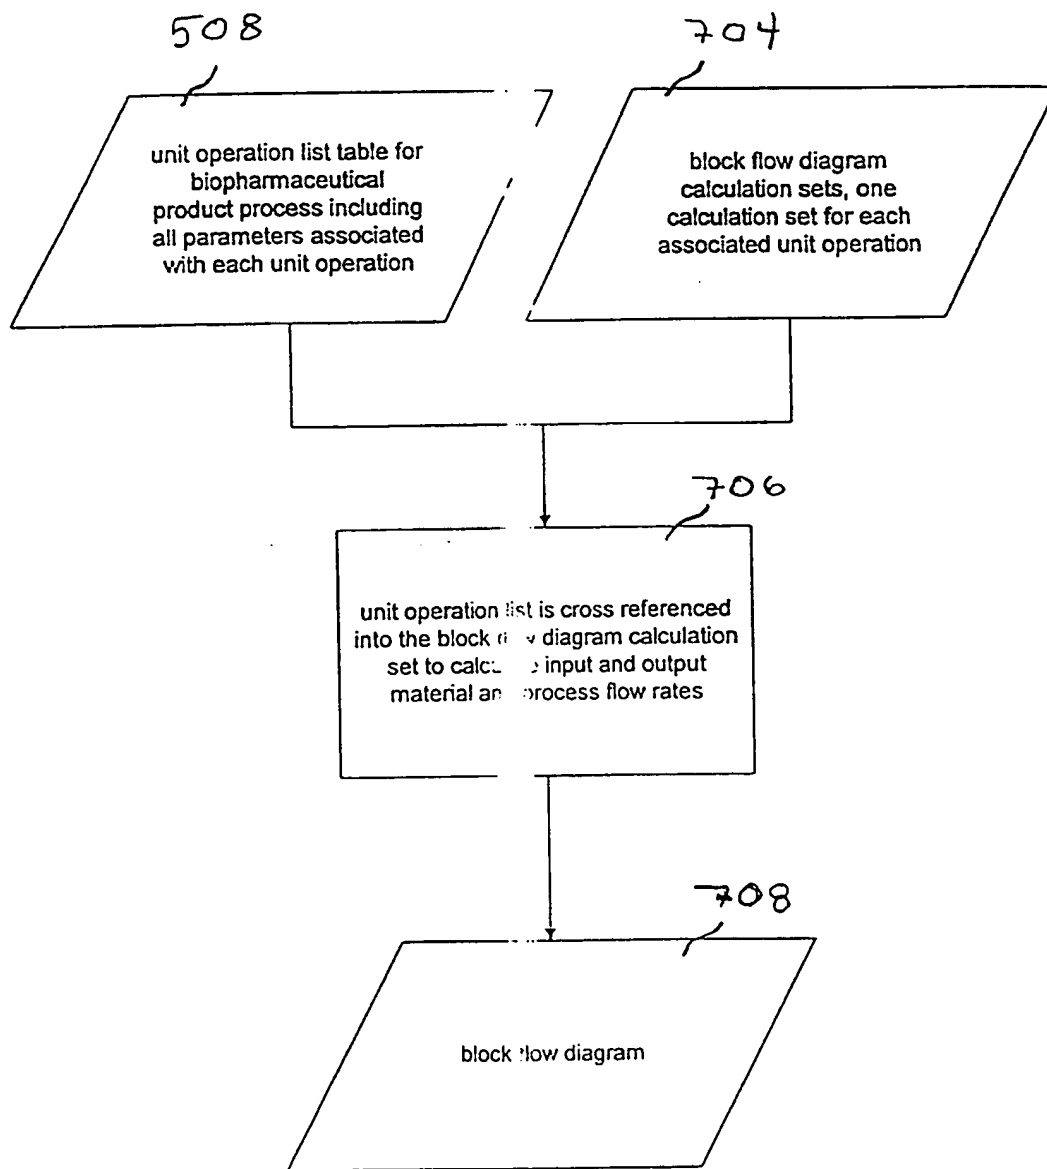 508
704
unit operation list table for
biopharmaceutical
product process including
all parameters associated
with each unit operation
block flow diagram
calculation sets, one
calculation set for each
associated unit operation
706
unit operation list is cross referenced
into the block diagram calculation
set to input and output
material process flow rates
708
block flow diagram